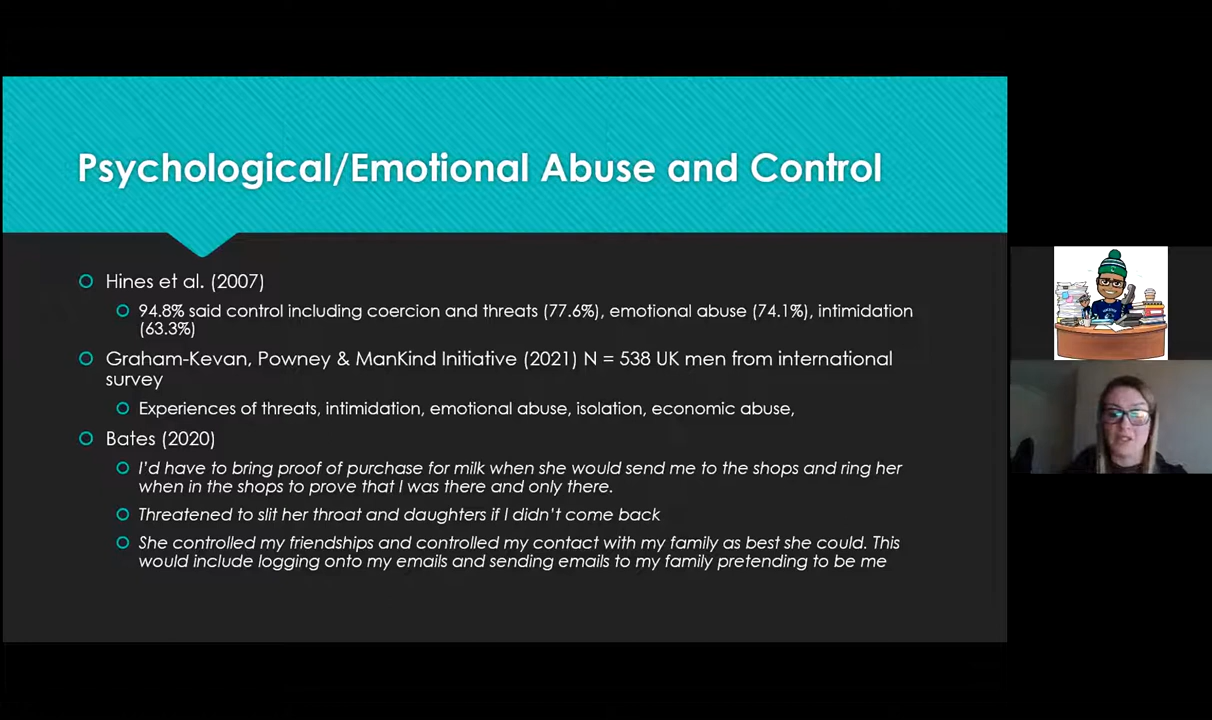 Psychological/Emotional Abuse and Control
Hines et al. (2007)
94.8% said control including coercion and threats (77.6%), emotional abuse (74.1%), intimidation
(63.3%)
Graham-Kevan, Powney & ManKind Initiative (2021) N = 538 UK men from international
survey
Experiences of threats, intimidation, emotional abuse, isolation, economic abuse,
Bates (2020)
I'd have to bring proof of purchase for milk when she would send me to the shops and ring her
when in the shops to prove that I was there and only there.
Threatened to slit her throat and daughters if I didn't come back
She controlled my friendships and controlled my contact with my family as best she could. This
would include logging onto my emails and sending emails to my family pretending to be me